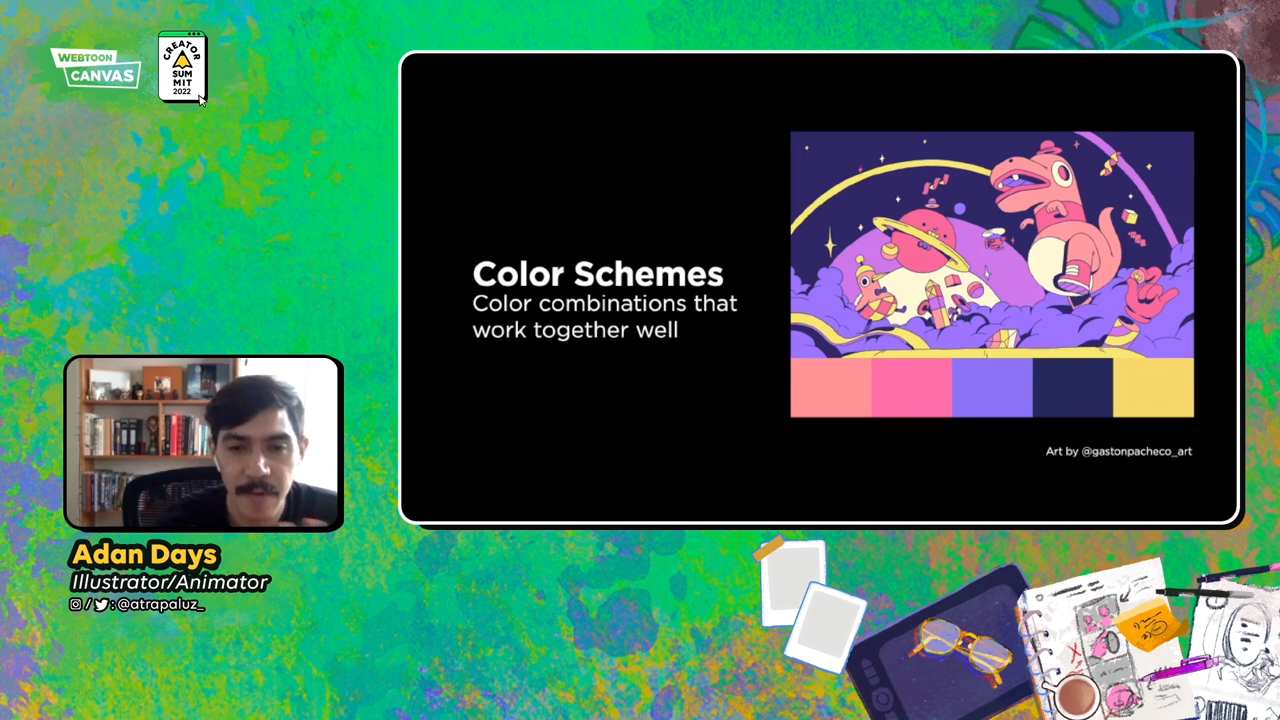 WEBTOON
CANVAS
CREATOR
SUM
MIT
2022
Color Schemes
Color combinations that
work together well
Art by @gastonpacheco_art
Adan Days
Illustrator/Animator
/ : @atrapaluz_